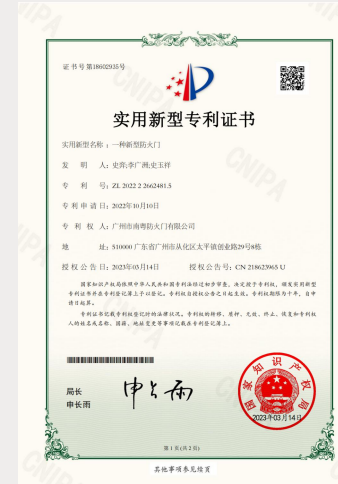 证书号第18602935号
实用新型专利证书
实用新型名称：一种新型防火门
发 明 人：史弈;李广洲;史玉祥
专 利 号：ZL 2022 2 2662481.5
专利申请日：2022年10月10日
专 利 权 人：广州市南粤防火门有限公司
地 址：510000 广东省广州市从化区太平镇创业路29号8栋
授权公告日：2023年03月14日 授权公告号：CN 218623965 U
国家知识产权局依照中华人民共和国专利法经过初步审查，决定授予专利权，颁发实用新型
专利证书并在专利登记簿上予以登记。专利权自授权公告之日起生效。专利权期限为十年，自申
请日起算。
专利证书记载专利权登记时的法律状况。专利权的转移、质押、无效、终止、恢复和专利权
人的姓名或名称、国籍、地址变更等事项记载在专利登记簿上。
局长
申长雨
申长雨
国家知识产权局
2023年03月14日
第 1 页 (共 2 页)
其他事项参见续页
CNIPA